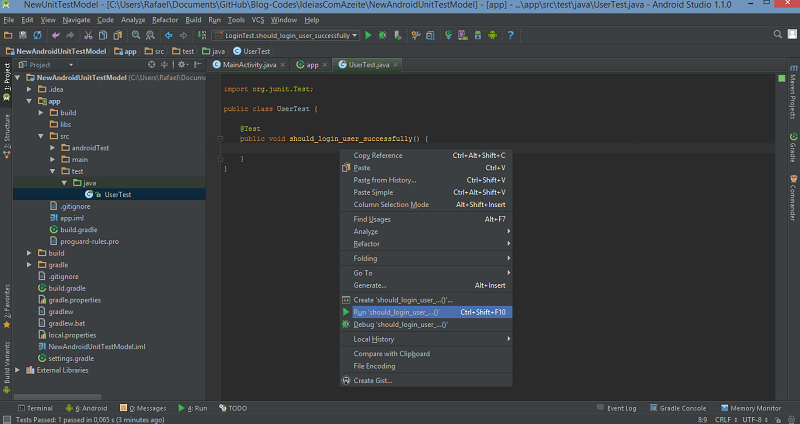 NewUnitTestModel - [C:\Users\Rafael\Documents\GitHub\Blog-Codes\IdeiasComAzeite\NewAndroidUnitTestModel] - [app] - ...\app\src\test\java\UserTest.java - Android Studio 1.1.0
File Edit View Navigate Code Analyze Refactor Build Run Tools VCS Window Help
LoginTest.should_login_user_successfully
NewAndroidUnitTestModel app src test java UserTest
Project
MainActivity.java app UserTest.java
1: Project
2: Structure
2: Favorites
Build Variants
NewAndroidUnitTestModel (C:\Users\Rafael\Docume
.idea
app
build
libs
src
androidTest
main
test
java
UserTest
.gitignore
app.iml
build.gradle
proguard-rules.pro
build
gradle
.gitignore
build.gradle
gradle.properties
gradlew
gradlew.bat
local.properties
NewAndroidUnitTestModel.iml
settings.gradle
External Libraries
import org.junit.Test;
public class UserTest {
@Test
public void should_login_user_successfully() {
}
}
Copy Reference Ctrl+Alt+Shift+C
Paste Ctrl+V
Paste from History... Ctrl+Shift+V
Paste Simple Ctrl+Alt+Shift+V
Column Selection Mode Alt+Shift+Insert
Find Usages Alt+F7
Analyze
Refactor
Folding
Go To
Generate... Alt+Insert
Create 'should_login_user_...()'...
Run 'should_login_user_...()' Ctrl+Shift+F10
Debug 'should_login_user_...()'
Local History
Compare with Clipboard
File Encoding
Create Gist...
Maven Projects
Gradle
Commander
Terminal 6: Android 0: Messages 4: Run TODO Event Log Gradle Console Memory Monitor
Tests Passed: 1 passed in 0,065 s (3 minutes ago) 8:9 CRLF UTF-8